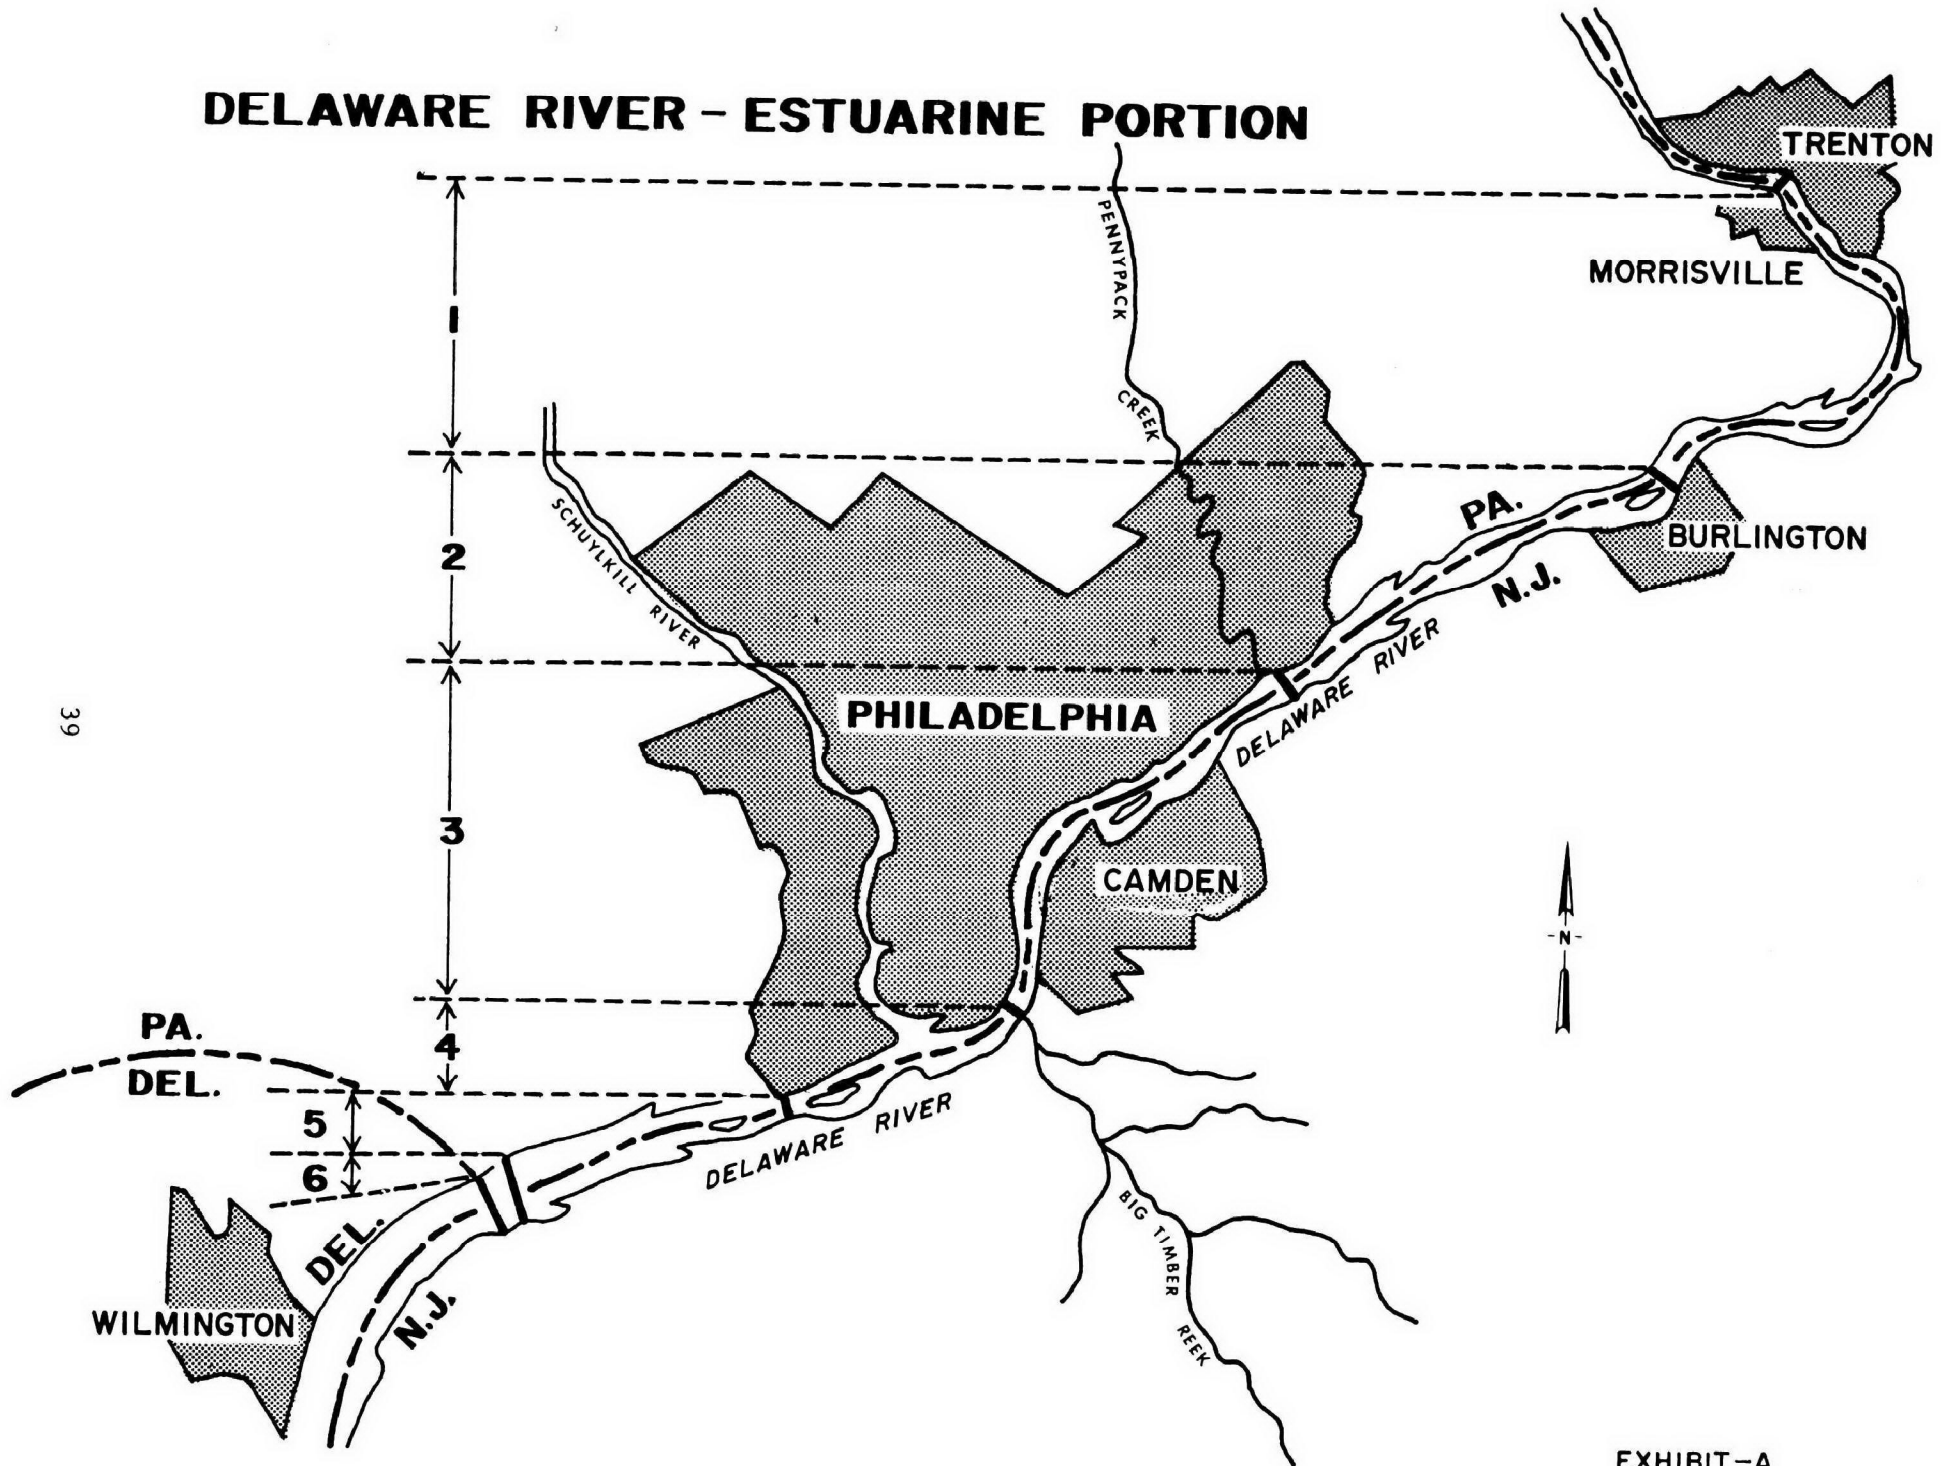 DELAWARE RIVER - ESTUARINE PORTION
TRENTON
MORRISVILLE
PENNYPACK
CREEK
1
2
SCHUYLKILL RIVER
PA.
BURLINGTON
N.J.
DELAWARE RIVER
PHILADELPHIA
39
3
CAMDEN
-N-
PA.
DEL.
4
5
6
DELAWARE RIVER
BIG TIMBER
REEK
DEL.
N.J.
WILMINGTON
EXHIBIT-A